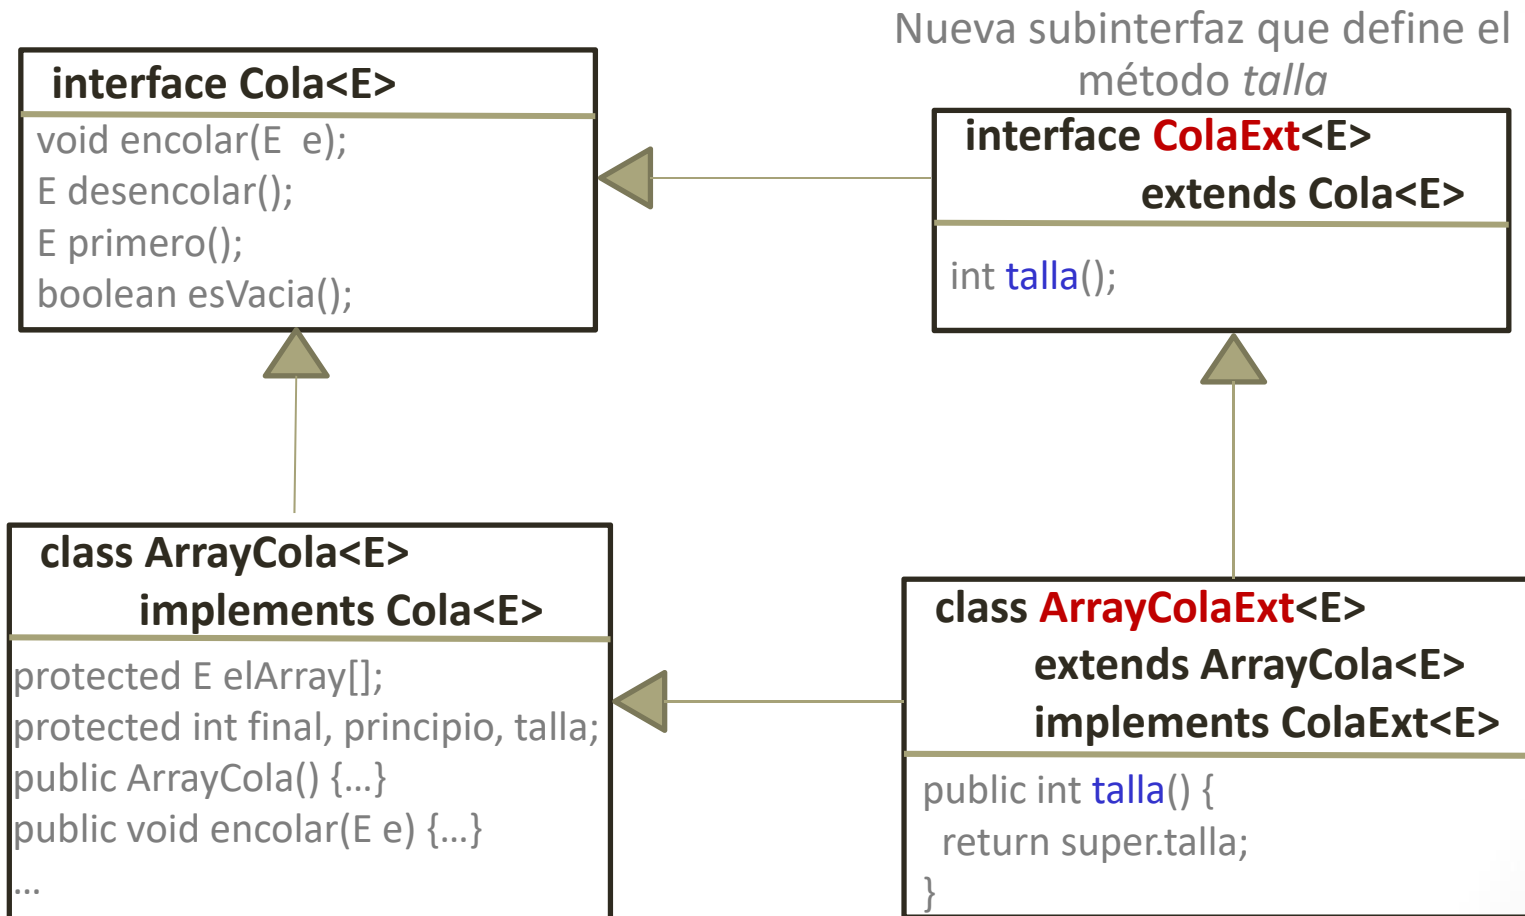 Nueva subinterfaz que define el
método talla
interface Cola<E>
void encolar(E e);
E desencolar();
E primero();
boolean esVacia();
interface ColaExt<E>
extends Cola<E>
int talla();
class ArrayCola<E>
implements Cola<E>
protected E elArray[];
protected int final, principio, talla;
public ArrayCola() {...}
public void encolar(E e) {...}
...
class ArrayColaExt<E>
extends ArrayCola<E>
implements ColaExt<E>
public int talla() {
return super.talla;
}